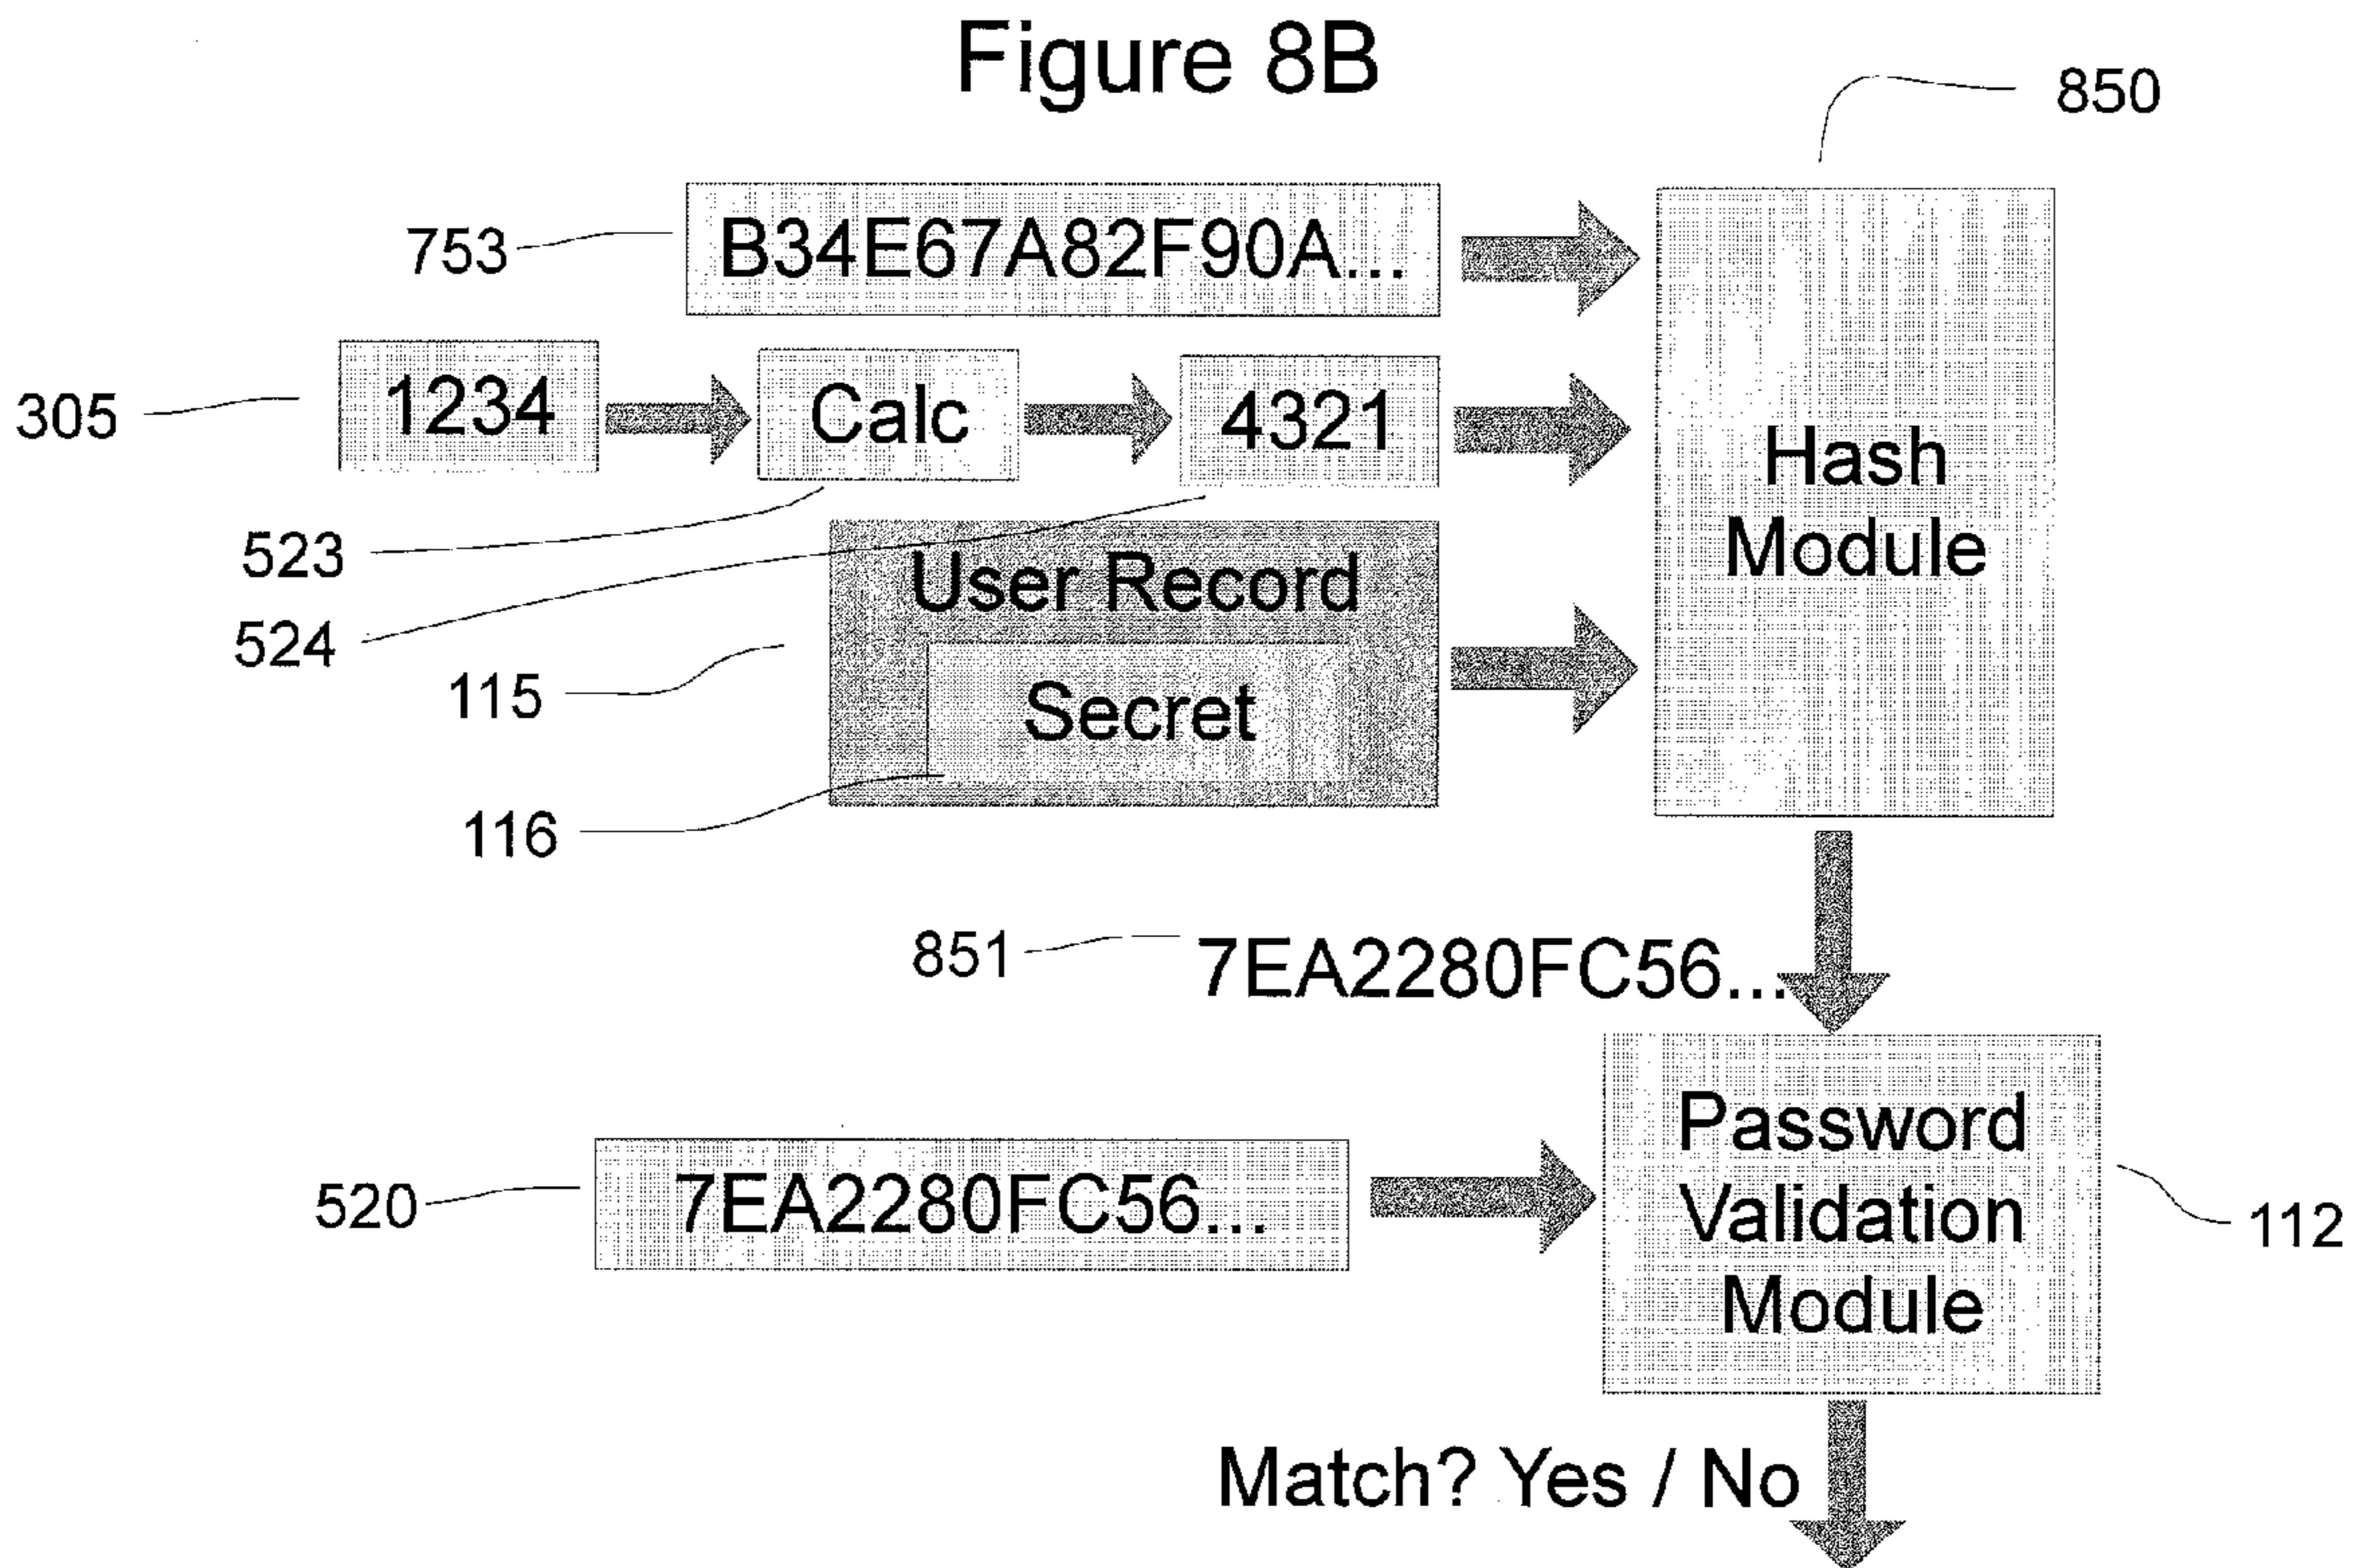 Figure 8B
850
753
B34E67A82F90A...
305
1234
Calc
4321
Hash
Module
523
524
User Record
115
Secret
116
851
7EA2280FC56...
520
7EA2280FC56...
Password
Validation
Module
112
Match? Yes / No